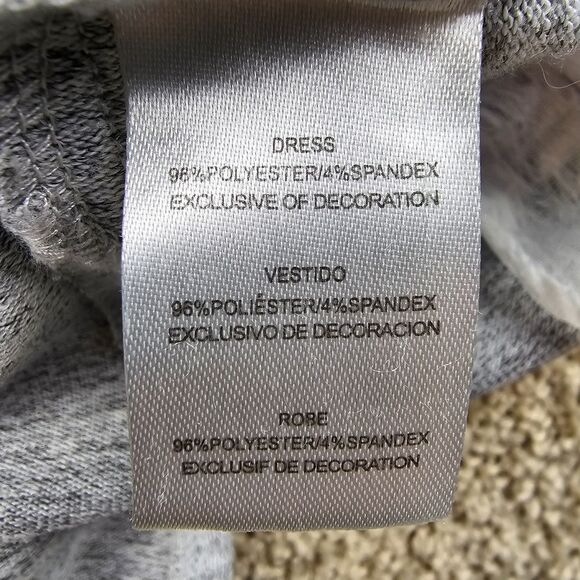 DRESS
96%POLYESTER/4%SPANDEX
EXCLUSIVE OF DECORATION
VESTIDO
96%POLIÉSTER/4%SPANDEX
EXCLUSIVO DE DECORACION
ROBE
96%POLYESTER/4%SPANDEX
EXCLUSIF DE DECORATION